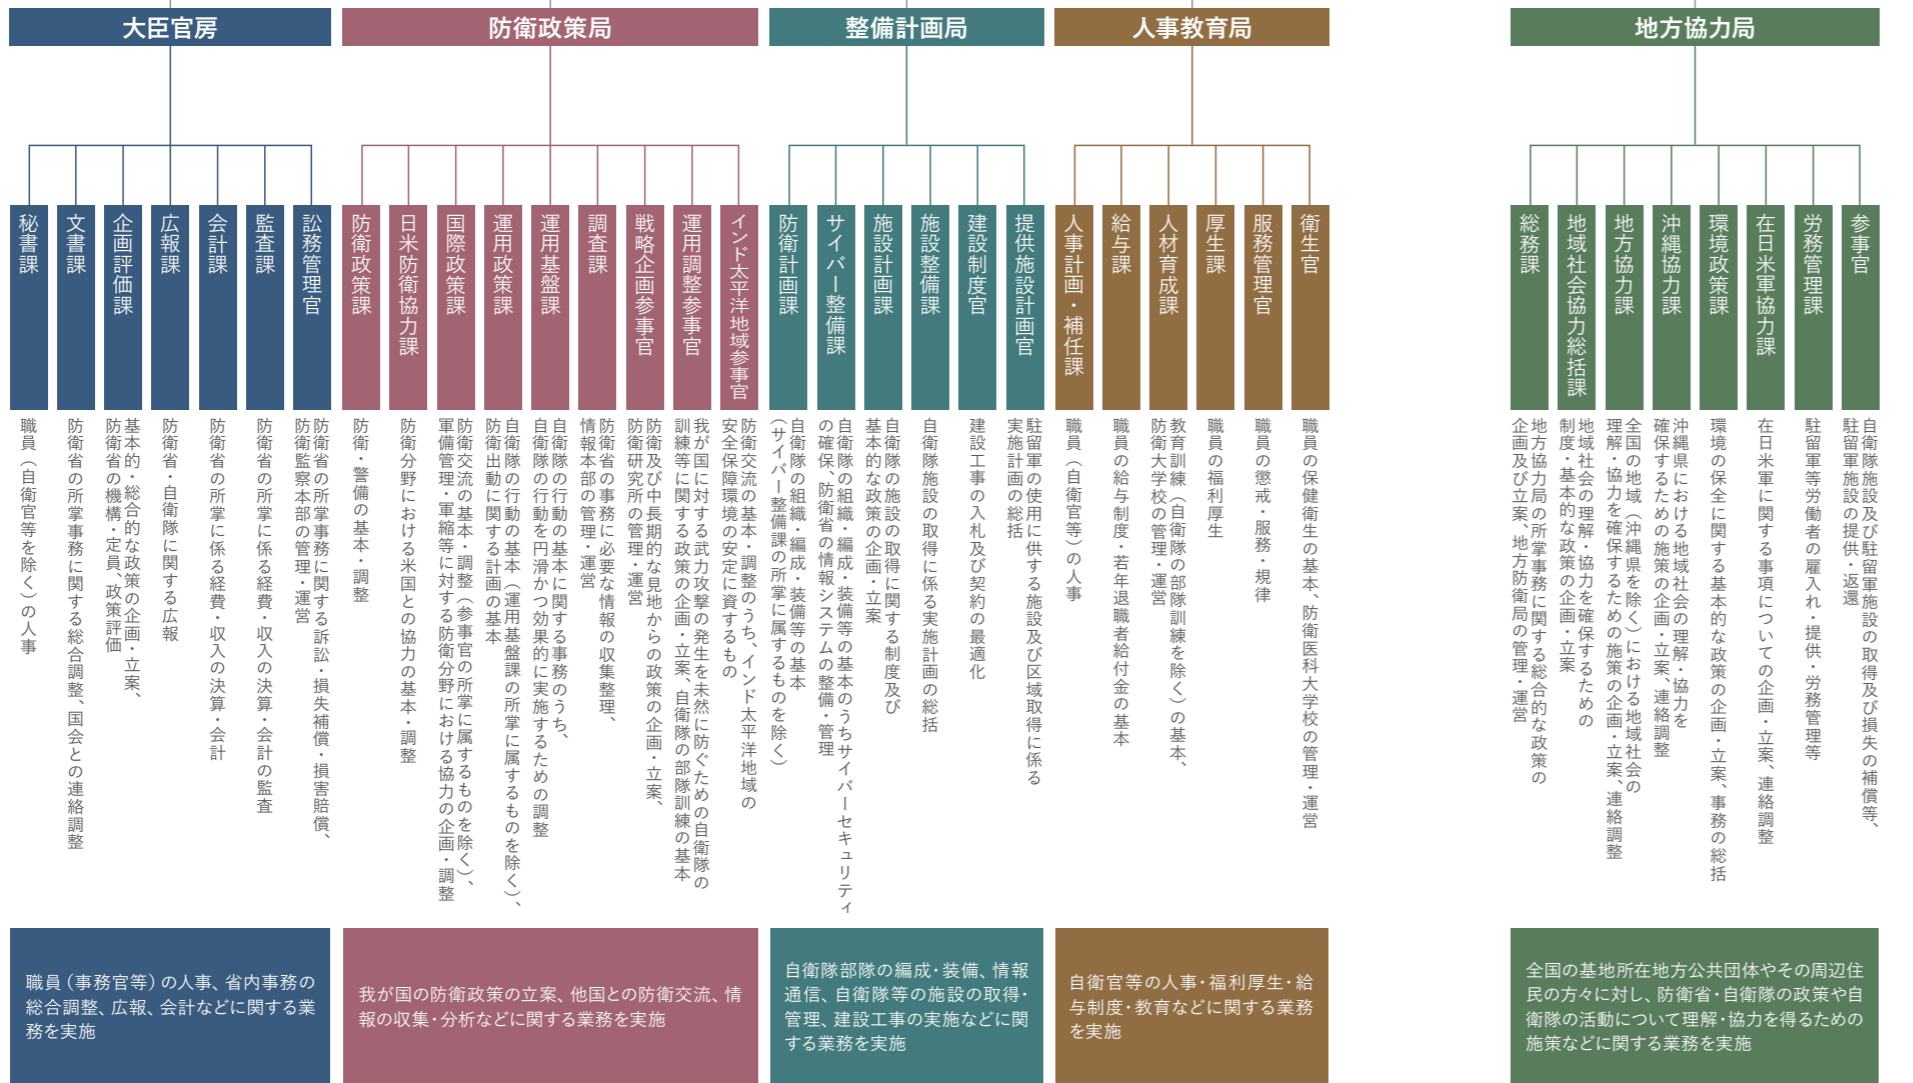 大臣官房
秘書課
職員（自衛官等を除く）の人事
文書課
防衛省の所掌事務に関する総合調整、国会との連絡調整
企画評価課
基本的・総合的な政策の企画・立案、
防衛省の機構・定員、政策評価
広報課
防衛省・自衛隊に関する広報
会計課
防衛省の所掌に係る経費・収入の決算・会計
監査課
防衛省の所掌に係る経費・収入の決算・会計の監査
訟務管理官
防衛省の所掌事務に関する訴訟・損失補償・損害賠償、
防衛監察本部の管理・運営
職員（事務官等）の人事、省内事務の
総合調整、広報、会計などに関する業
務を実施
防衛政策局
防衛政策課
防衛・警備の基本・調整
日米防衛協力課
防衛分野における米国との協力の基本・調整
国際政策課
防衛交流の基本・調整（参事官の所掌に属するものを除く）、
軍備管理・軍縮等に対する防衛分野における協力の企画・調整
運用政策課
自衛隊の行動の基本（運用基盤課の所掌に属するものを除く）、
防衛出動に関する計画の基本
運用基盤課
自衛隊の行動の基本に関する事務のうち、
自衛隊の行動を円滑かつ効果的に実施するための調整
調査課
防衛省の事務に必要な情報の収集整理、
情報本部の管理・運営
戦略企画参事官
防衛及び中長期的な見地からの政策の企画・立案、
防衛研究所の管理・運営
運用調整参事官
我が国に対する武力攻撃の発生を未然に防ぐための自衛隊の
訓練等に関する政策の企画・立案、自衛隊の部隊訓練の基本
インド太平洋地域参事官
防衛交流の基本・調整のうち、インド太平洋地域の
安全保障環境の安定に資するもの
我が国の防衛政策の立案、他国との防衛交流、情
報の収集・分析などに関する業務を実施
整備計画局
防衛計画課
自衛隊の組織・編成・装備等の基本
（サイバー整備課の所掌に属するものを除く）
サイバー整備課
自衛隊の組織・編成・装備等の基本のうちサイバーセキュリティ
の確保、防衛省の情報システムの整備・管理
施設計画課
自衛隊の施設の取得に関する制度及び
基本的な政策の企画・立案
施設整備課
自衛隊施設の取得に係る実施計画の総括
建設制度官
建設工事の入札及び契約の最適化
提供施設計画官
駐留軍の使用に供する施設及び区域取得に係る
実施計画の総括
自衛隊部隊の編成・装備、情報
通信、自衛隊等の施設の取得・
管理、建設工事の実施などに関
する業務を実施
人事教育局
人事計画・補任課
職員（自衛官等）の人事
給与課
職員の給与制度・若年退職者給付金の基本
人材育成課
教育訓練（自衛隊の部隊訓練を除く）の基本、
防衛大学校の管理・運営
厚生課
職員の福利厚生
服務管理官
職員の懲戒・服務・規律
衛生官
職員の保健衛生の基本、防衛医科大学校の管理・運営
自衛官等の人事・福利厚生・給
与制度・教育などに関する業務
を実施
地方協力局
総務課
地方協力局の所掌事務に関する総合的な政策の
企画及び立案、地方防衛局の管理・運営
地域社会協力総括課
地域社会の理解・協力を確保するための
制度・基本的な政策の企画・立案
地方協力課
全国の地域（沖縄県を除く）における地域社会の
理解・協力を確保するための施策の企画・立案、連絡調整
沖縄協力課
沖縄県における地域社会の理解・協力を
確保するための施策の企画・立案、連絡調整
環境政策課
環境の保全に関する基本的な政策の企画・立案、事務の総括
在日米軍協力課
在日米軍に関する事項についての企画・立案、連絡調整
労務管理課
駐留軍等労働者の雇入れ・提供・労務管理等
参事官
自衛隊施設及び駐留軍施設の取得及び損失の補償等、
駐留軍施設の提供・返還
全国の基地所在地方公共団体やその周辺住
民の方々に対し、防衛省・自衛隊の政策や自
衛隊の活動について理解・協力を得るための
施策などに関する業務を実施